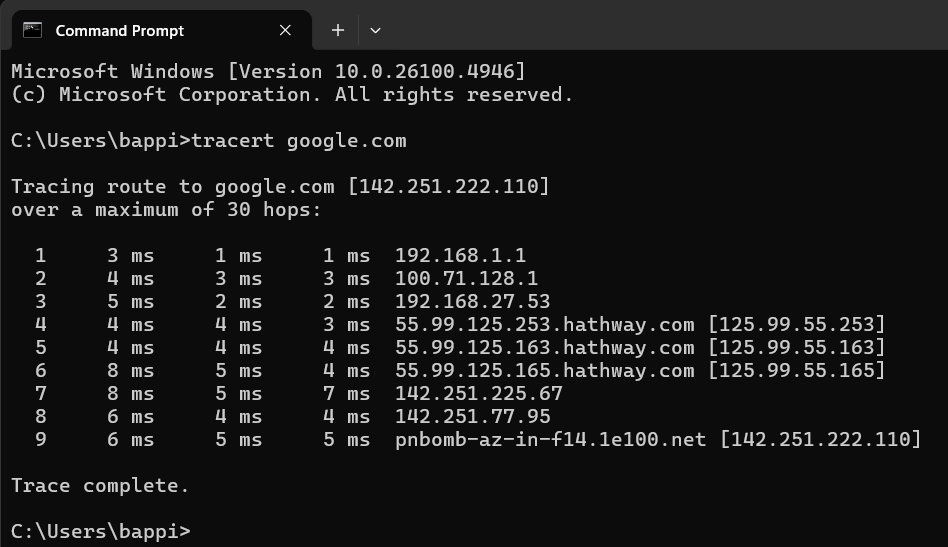 Command Prompt
Microsoft Windows [Version 10.0.26100.4946]
(c) Microsoft Corporation. All rights reserved.
C:\Users\bappi>tracert google.com
Tracing route to google.com [142.251.222.110]
over a maximum of 30 hops:
  1     3 ms     1 ms     1 ms  192.168.1.1
  2     4 ms     3 ms     3 ms  100.71.128.1
  3     5 ms     2 ms     2 ms  192.168.27.53
  4     4 ms     4 ms     3 ms  55.99.125.253.hathway.com [125.99.55.253]
  5     4 ms     4 ms     4 ms  55.99.125.163.hathway.com [125.99.55.163]
  6     8 ms     5 ms     4 ms  55.99.125.165.hathway.com [125.99.55.165]
  7     8 ms     5 ms     7 ms  142.251.225.67
  8     6 ms     4 ms     4 ms  142.251.77.95
  9     6 ms     5 ms     5 ms  pnbomb-az-in-f14.1e100.net [142.251.222.110]
Trace complete.
C:\Users\bappi>